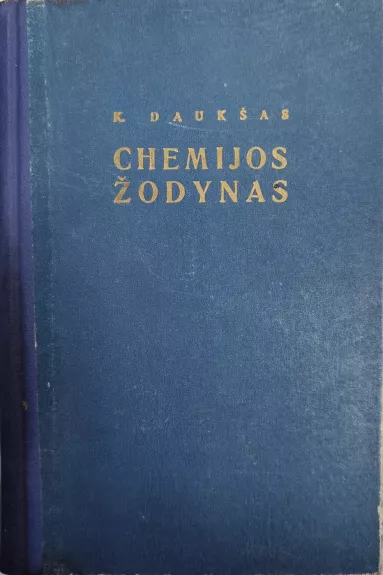 K. DAUKŠAS
CHEMIJOS
ŽODYNAS